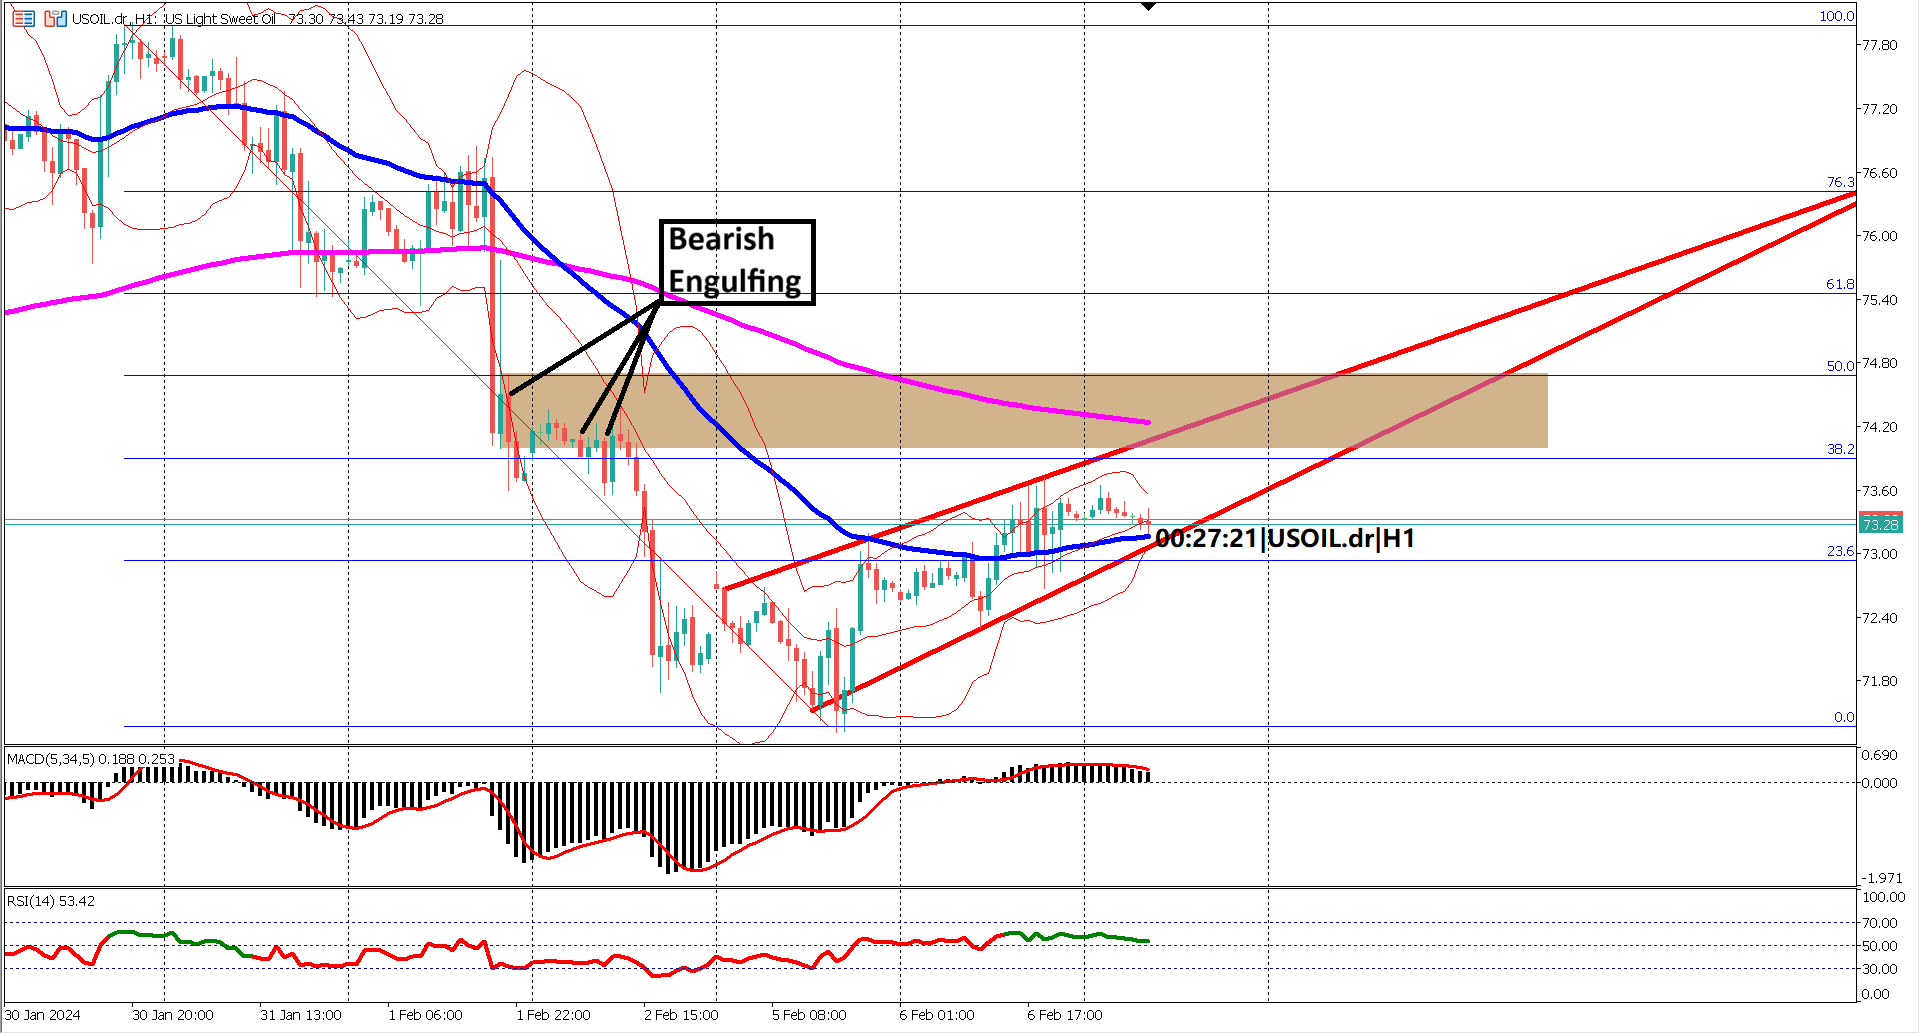 USOIL.dr, H1: US Light Sweet Oil 73.30 73.43 73.19 73.28
100.0
77.80
77.20
76.60
76.3
76.00
Bearish
Engulfing
61.8
75.40
74.80
50.0
74.20
38.2
73.60
73.28
00:27:21|USOIL.dr|H1
73.00
23.6
72.40
71.80
0.0
MACD(5,34,5) 0.188 0.253
0.690
0.000
-1.971
RSI(14) 53.42
100.00
70.00
50.00
30.00
0.00
30 Jan 2024
30 Jan 20:00
31 Jan 13:00
1 Feb 06:00
1 Feb 22:00
2 Feb 15:00
5 Feb 08:00
6 Feb 01:00
6 Feb 17:00